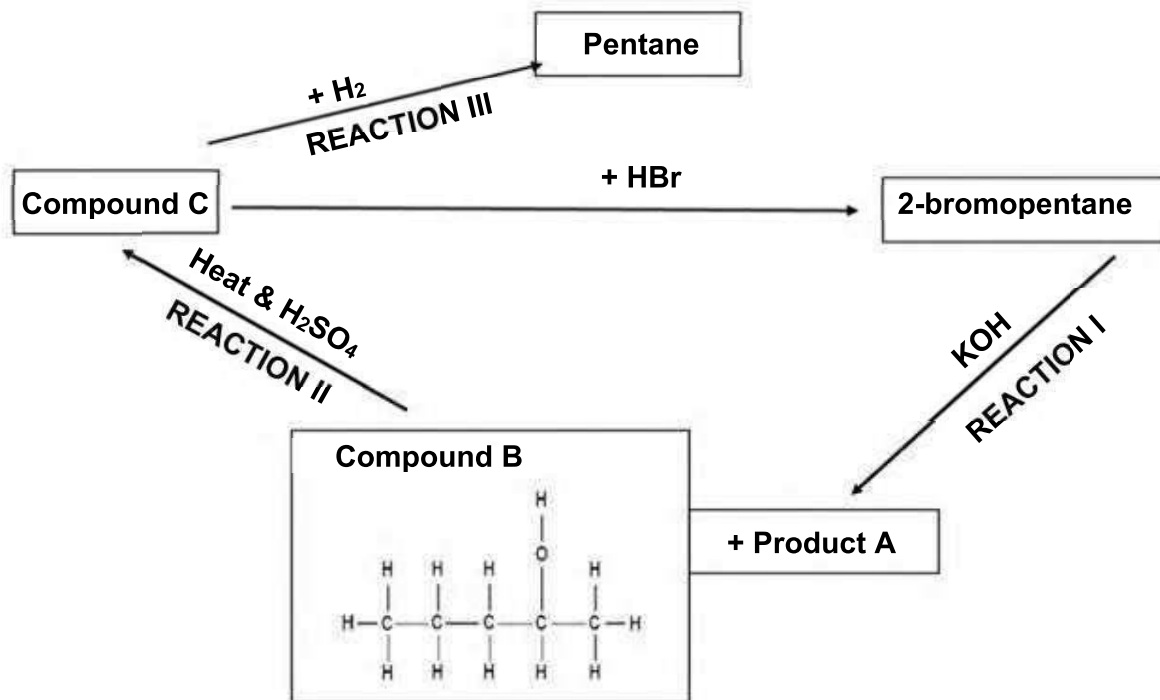 Pentane
+ H₂
REACTION III
Compound C
+ HBr
2-bromopentane
Heat & H₂SO₄
REACTION II
KOH
REACTION I
Compound B
+ Product A
H
O
H H H H
H C C C C C H
H H H H H